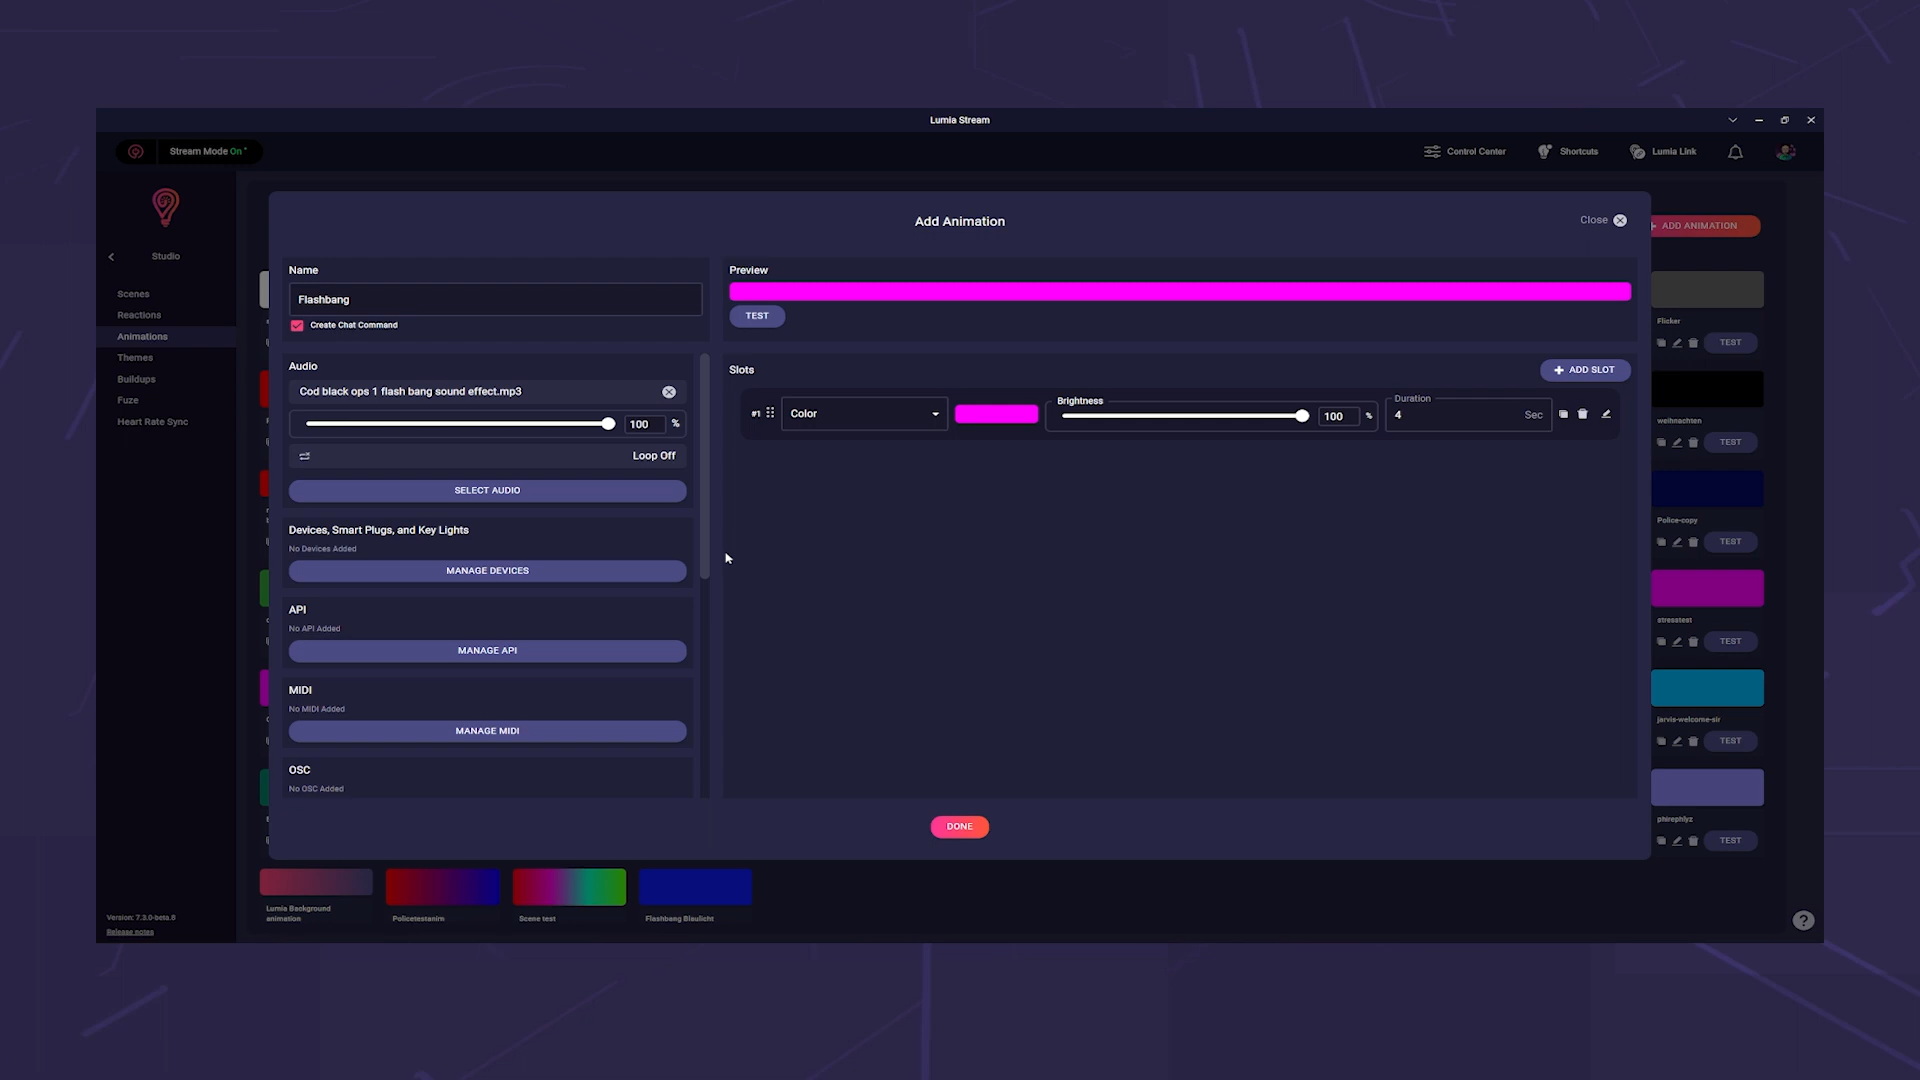 Lumia Stream
Stream Mode On
Control Center
Shortcuts
Lumia Link
Studio
Scenes
Reactions
Animations
Themes
Buildups
Fuze
Heart Rate Sync
Version: 7.3.0-beta.8
Release notes
Add Animation
Close
+ ADD ANIMATION
Name
Flashbang
Create Chat Command
Audio
Cod black ops 1 flash bang sound effect.mp3
100 %
Loop Off
SELECT AUDIO
Devices, Smart Plugs, and Key Lights
No Devices Added
MANAGE DEVICES
API
No API Added
MANAGE API
MIDI
No MIDI Added
MANAGE MIDI
OSC
No OSC Added
Preview
TEST
Slots
+ ADD SLOT
#1 Color Brightness 100 % Duration 4 Sec
DONE
Flicker
TEST
weihnachten
TEST
Police-copy
TEST
stresstest
TEST
jarvis-welcome-sir
TEST
phirephlyz
TEST
Lumia Background
animation
Policetestanim
Scene test
Flashbang Blaulicht
?